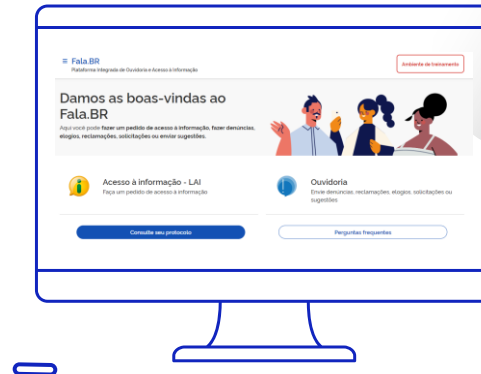 ≡ Fala.BR
Plataforma Integrada de Ouvidoria e Acesso à Informação
Ambiente de treinamento
Damos as boas-vindas ao
Fala.BR
Aqui você pode fazer um pedido de acesso à informação, fazer denúncias,
elogios, reclamações, solicitações ou enviar sugestões.
Acesso à informação - LAI
Faça um pedido de acesso à informação
Ouvidoria
Envie denúncias, reclamações, elogios, solicitações ou
sugestões
Consulte seu protocolo
Perguntas frequentes